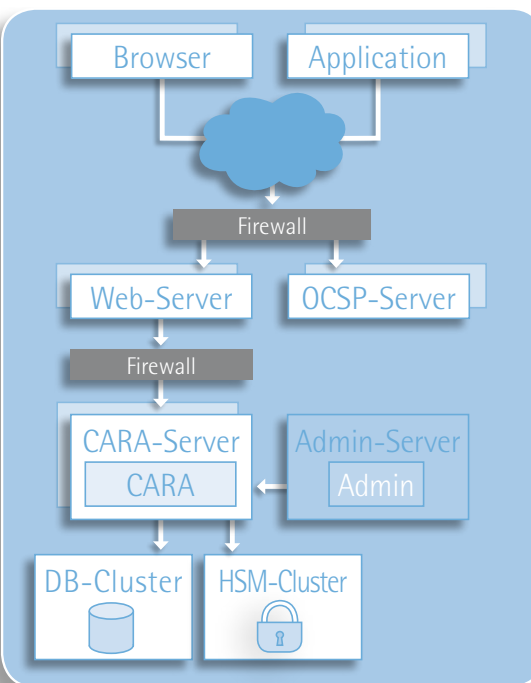 Browser
Application
Firewall
Web-Server
OCSP-Server
Firewall
CARA-Server
CARA
Admin-Server
Admin
DB-Cluster
HSM-Cluster